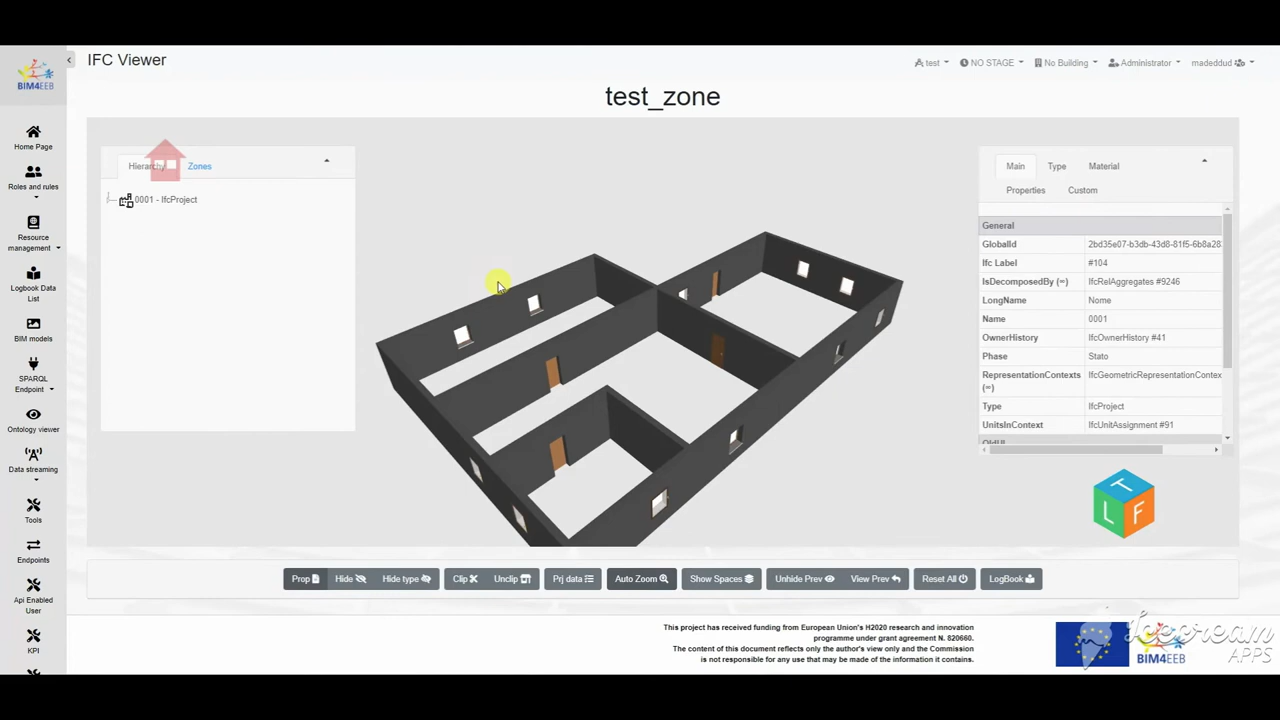 IFC Viewer
test
NO STAGE
No Building
Administrator
madeddud
BIM4EEB
test_zone
Home Page
Roles and rules
Resource
management
Logbook Data
List
BIM models
SPARQL
Endpoint
Ontology viewer
Data streaming
Tools
Endpoints
Api Enabled
User
KPI
Hierarchy
Zones
0001 - IfcProject
Main
Type
Material
Properties
Custom
General
GlobalId 2bd35e07-b3db-43d8-81f5-6b8a28
Ifc Label #104
IsDecomposedBy (∞) IfcRelAggregates #9246
LongName Nome
Name 0001
OwnerHistory IfcOwnerHistory #41
Phase Stato
RepresentationContexts IfcGeometricRepresentationContex
(∞)
Type IfcProject
UnitsInContext IfcUnitAssignment #91
T
L F
Prop
Hide
Hide type
Clip
Unclip
Prj data
Auto Zoom
Show Spaces
Unhide Prev
View Prev
Reset All
LogBook
This project has received funding from European Union's H2020 research and innovation
programme under grant agreement N. 820660.
The content of this document reflects only the author's view only and the Commission
is not responsible for any use that may be made of the information it contains.
BIM4EEB
Icecream
APPS